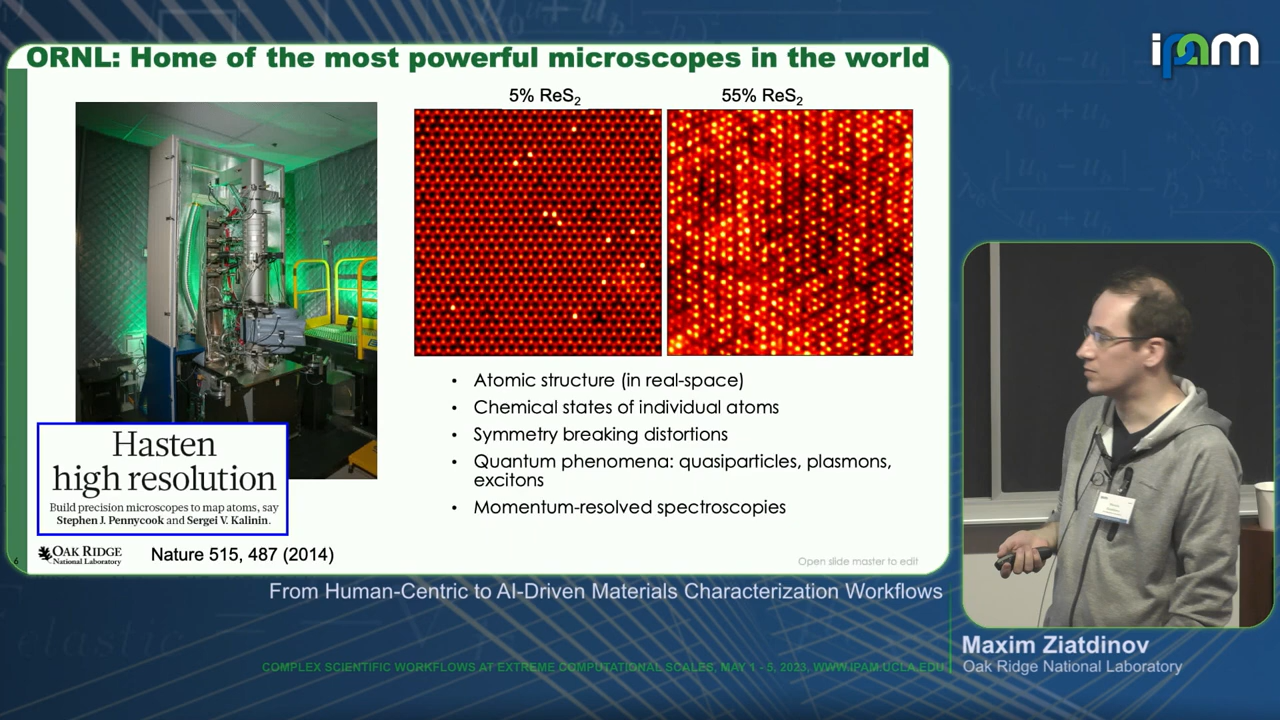 ORNL: Home of the most powerful microscopes in the world
ipam
5% ReS₂
55% ReS₂
• Atomic structure (in real-space)
• Chemical states of individual atoms
• Symmetry breaking distortions
• Quantum phenomena: quasiparticles, plasmons,
excitons
• Momentum-resolved spectroscopies
Hasten
high resolution
Build precision microscopes to map atoms, say
Stephen J. Pennycook and Sergei V. Kalinin.
6
OAK RIDGE
National Laboratory
Nature 515, 487 (2014)
Open slide master to edit
From Human-Centric to AI-Driven Materials Characterization Workflows
Maxim Ziatdinov
Oak Ridge National Laboratory
COMPLEX SCIENTIFIC WORKFLOWS AT EXTREME COMPUTATIONAL SCALES, MAY 1 - 5, 2023, WWW.IPAM.UCLA.EDU
elastic